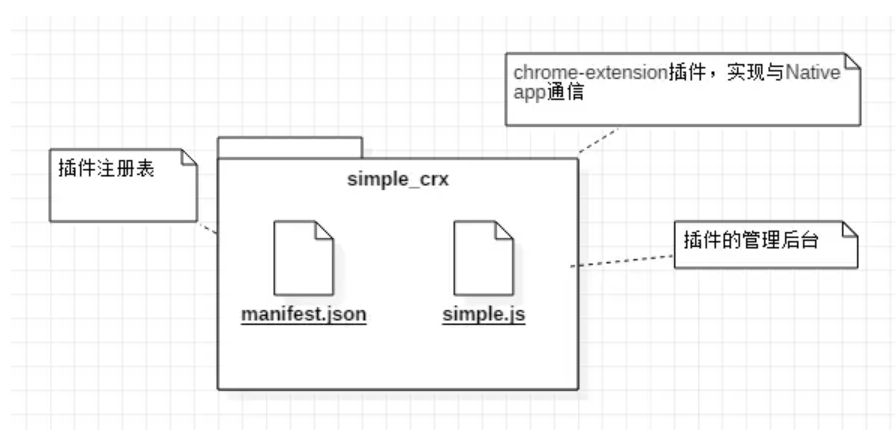 chrome-extension插件，实现与Native
app通信
插件注册表
simple_crx
插件的管理后台
manifest.json
simple.js